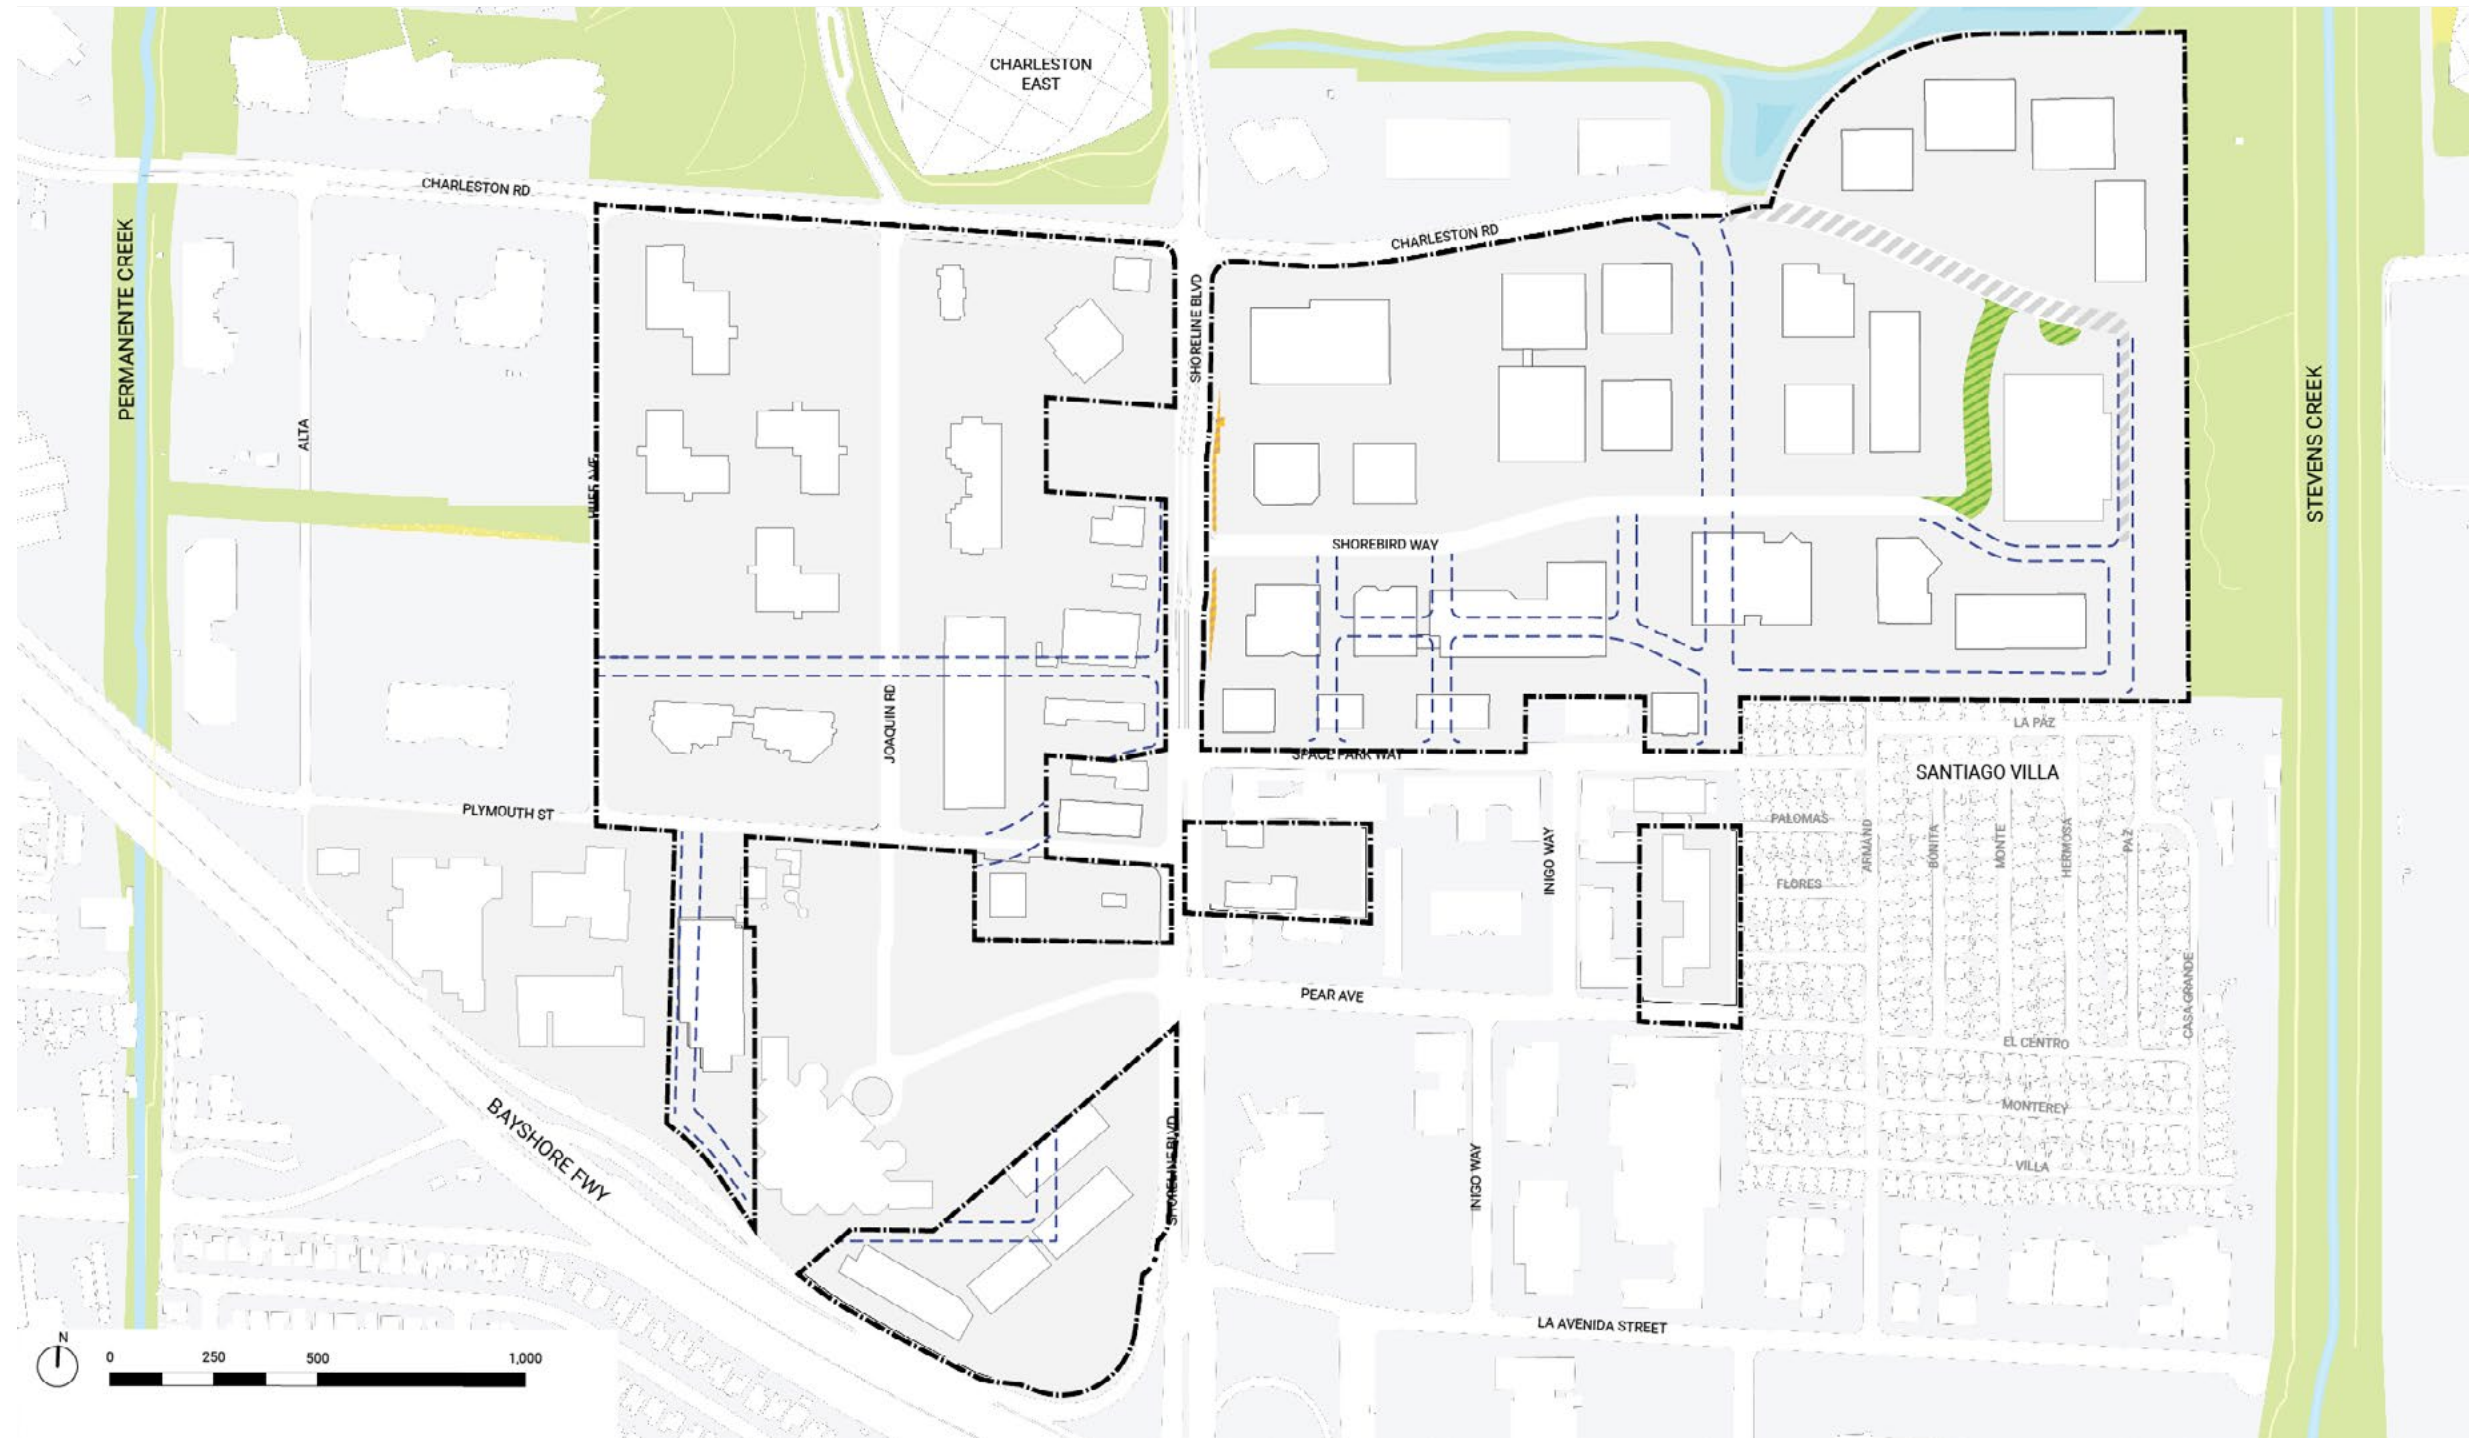 CHARLESTON
EAST
CHARLESTON RD
CHARLESTON RD
PERMANENTE CREEK
SHORELINE BLVD
STEVENS CREEK
ALTA
HUFF AVE
SHOREBIRD WAY
JOAQUIN RD
LA PAZ
SPACE PARK WAY
SANTIAGO VILLA
PLYMOUTH ST
PALOMAS
INIGO WAY
ARMAND
BONITA
MONTE
HERMOSA
PAZ
FLORES
PEAR AVE
CASA GRANDE
EL CENTRO
BAYSHORE FWY
MONTEREY
SHORELINE BLVD
INIGO WAY
VILLA
LA AVENIDA STREET
N
0 250 500 1,000